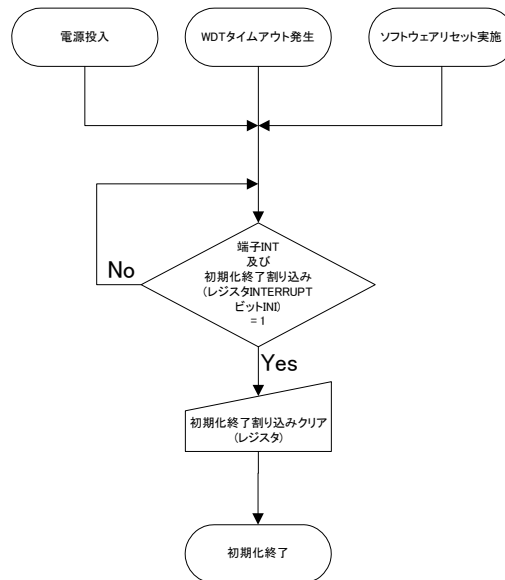 電源投入
WDTタイムアウト発生
ソフトウェアリセット実施
端子INT
及び
初期化終了割り込み
(レジスタINTERRUPT
ビットINI)
= 1
No
Yes
初期化終了割り込みクリア
(レジスタ)
初期化終了